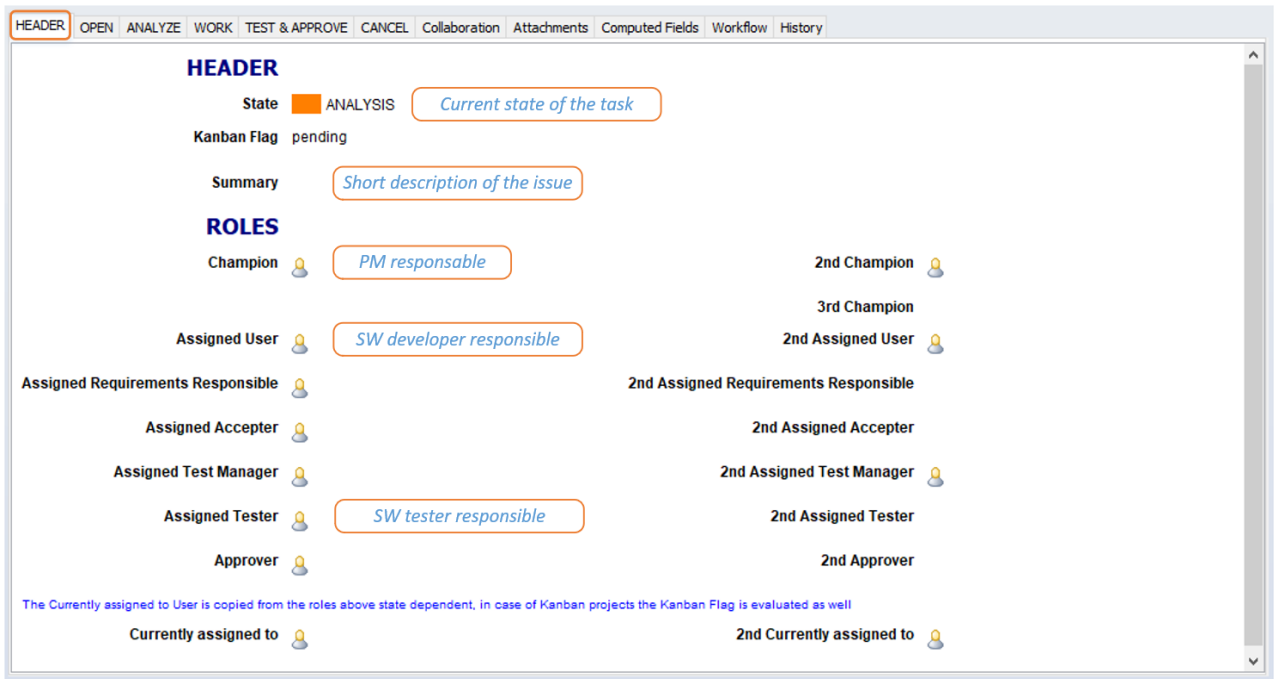 HEADER OPEN ANALYZE WORK TEST & APPROVE CANCEL Collaboration Attachments Computed Fields Workflow History
HEADER
State ANALYSIS Current state of the task
Kanban Flag pending
Summary Short description of the issue
ROLES
Champion PM responsable 2nd Champion
3rd Champion
Assigned User SW developer responsible 2nd Assigned User
Assigned Requirements Responsible 2nd Assigned Requirements Responsible
Assigned Accepter 2nd Assigned Accepter
Assigned Test Manager 2nd Assigned Test Manager
Assigned Tester SW tester responsible 2nd Assigned Tester
Approver 2nd Approver
The Currently assigned to User is copied from the roles above state dependent, in case of Kanban projects the Kanban Flag is evaluated as well
Currently assigned to 2nd Currently assigned to